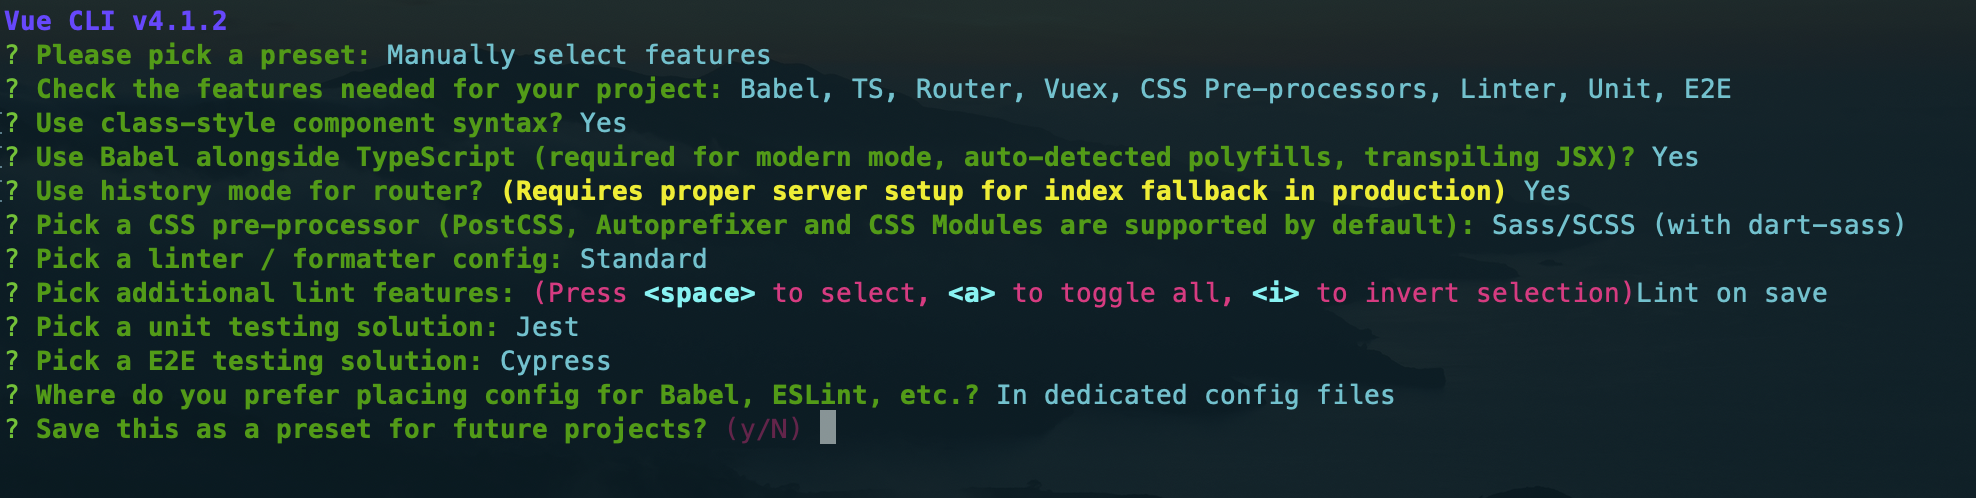 Vue CLI v4.1.2
? Please pick a preset: Manually select features
? Check the features needed for your project: Babel, TS, Router, Vuex, CSS Pre-processors, Linter, Unit, E2E
? Use class-style component syntax? Yes
? Use Babel alongside TypeScript (required for modern mode, auto-detected polyfills, transpiling JSX)? Yes
? Use history mode for router? (Requires proper server setup for index fallback in production) Yes
? Pick a CSS pre-processor (PostCSS, Autoprefixer and CSS Modules are supported by default): Sass/SCSS (with dart-sass)
? Pick a linter / formatter config: Standard
? Pick additional lint features: (Press <space> to select, <a> to toggle all, <i> to invert selection)Lint on save
? Pick a unit testing solution: Jest
? Pick a E2E testing solution: Cypress
? Where do you prefer placing config for Babel, ESLint, etc.? In dedicated config files
? Save this as a preset for future projects? (y/N)